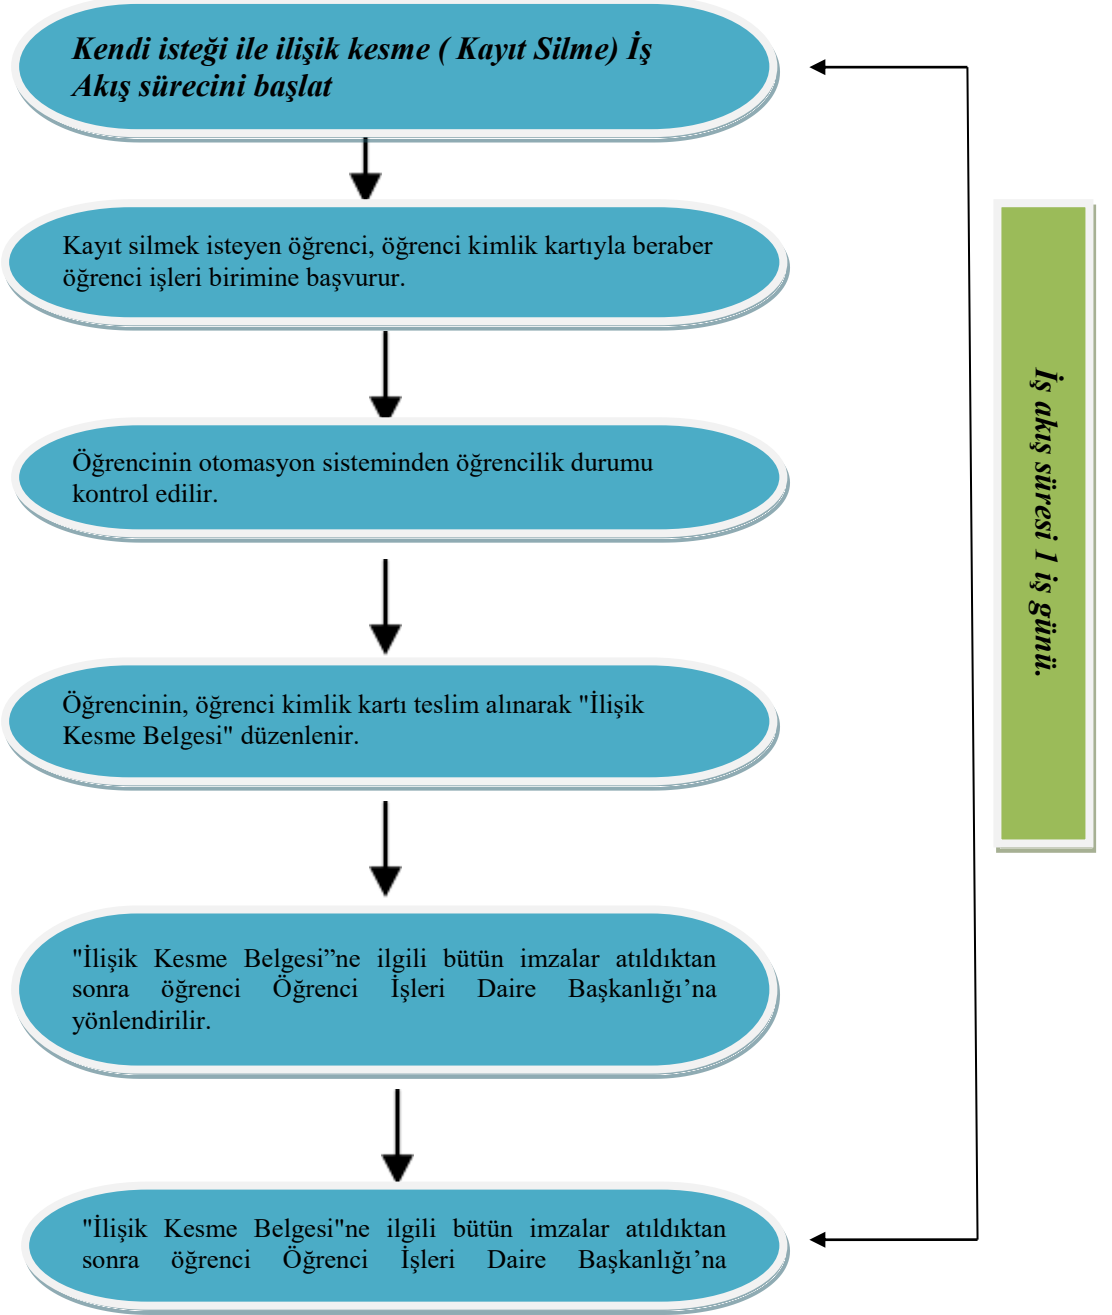 Kendi isteği ile ilişik kesme ( Kayıt Silme) İş
Akış sürecini başlat
Kayıt silmek isteyen öğrenci, öğrenci kimlik kartıyla beraber
öğrenci işleri birimine başvurur.
Öğrencinin otomasyon sisteminden öğrencilik durumu
kontrol edilir.
Öğrencinin, öğrenci kimlik kartı teslim alınarak "İlişik
Kesme Belgesi" düzenlenir.
"İlişik Kesme Belgesi”ne ilgili bütün imzalar atıldıktan
sonra öğrenci Öğrenci İşleri Daire Başkanlığı’na
yönlendirilir.
"İlişik Kesme Belgesi"ne ilgili bütün imzalar atıldıktan
sonra öğrenci Öğrenci İşleri Daire Başkanlığı’na
İş akış süresi 1 iş günü.